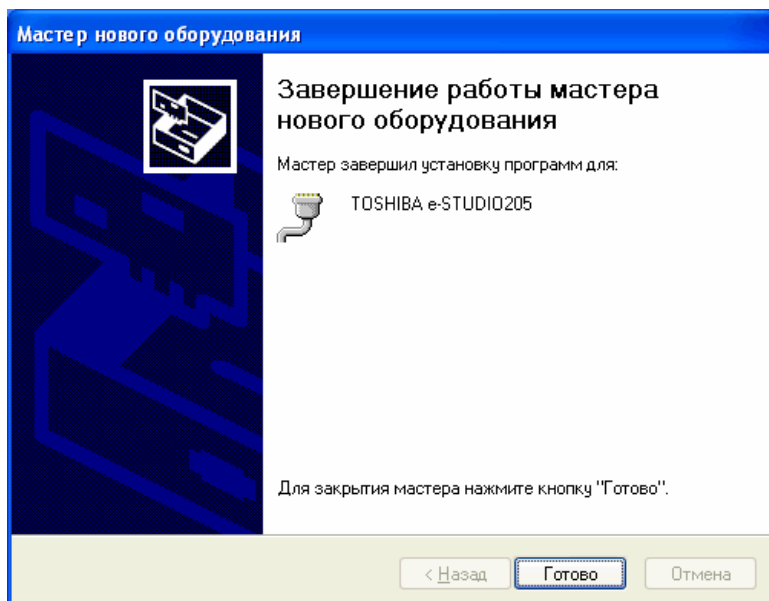 Мастер нового оборудования
Завершение работы мастера
нового оборудования
Мастер завершил установку программ для:
TOSHIBA e-STUDIO205
Для закрытия мастера нажмите кнопку "Готово".
< Назад
Готово
Отмена